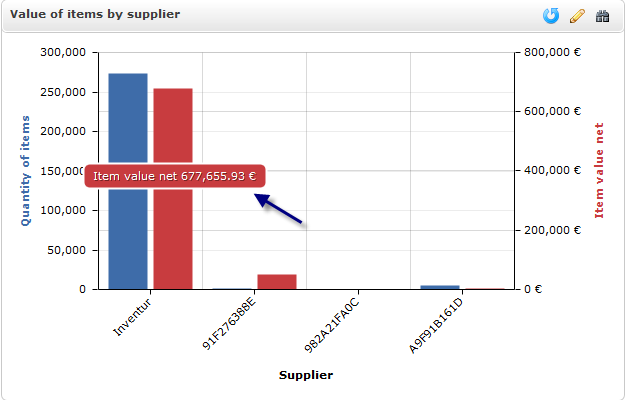 Value of items by supplier
300,000
250,000
200,000
150,000
100,000
50,000
0
Quantity of items
800,000 €
600,000 €
400,000 €
200,000 €
0 €
Item value net
Item value net 677,655.93 €
Inventur
91F276388E
982A21FA0C
A9F91B161D
Supplier